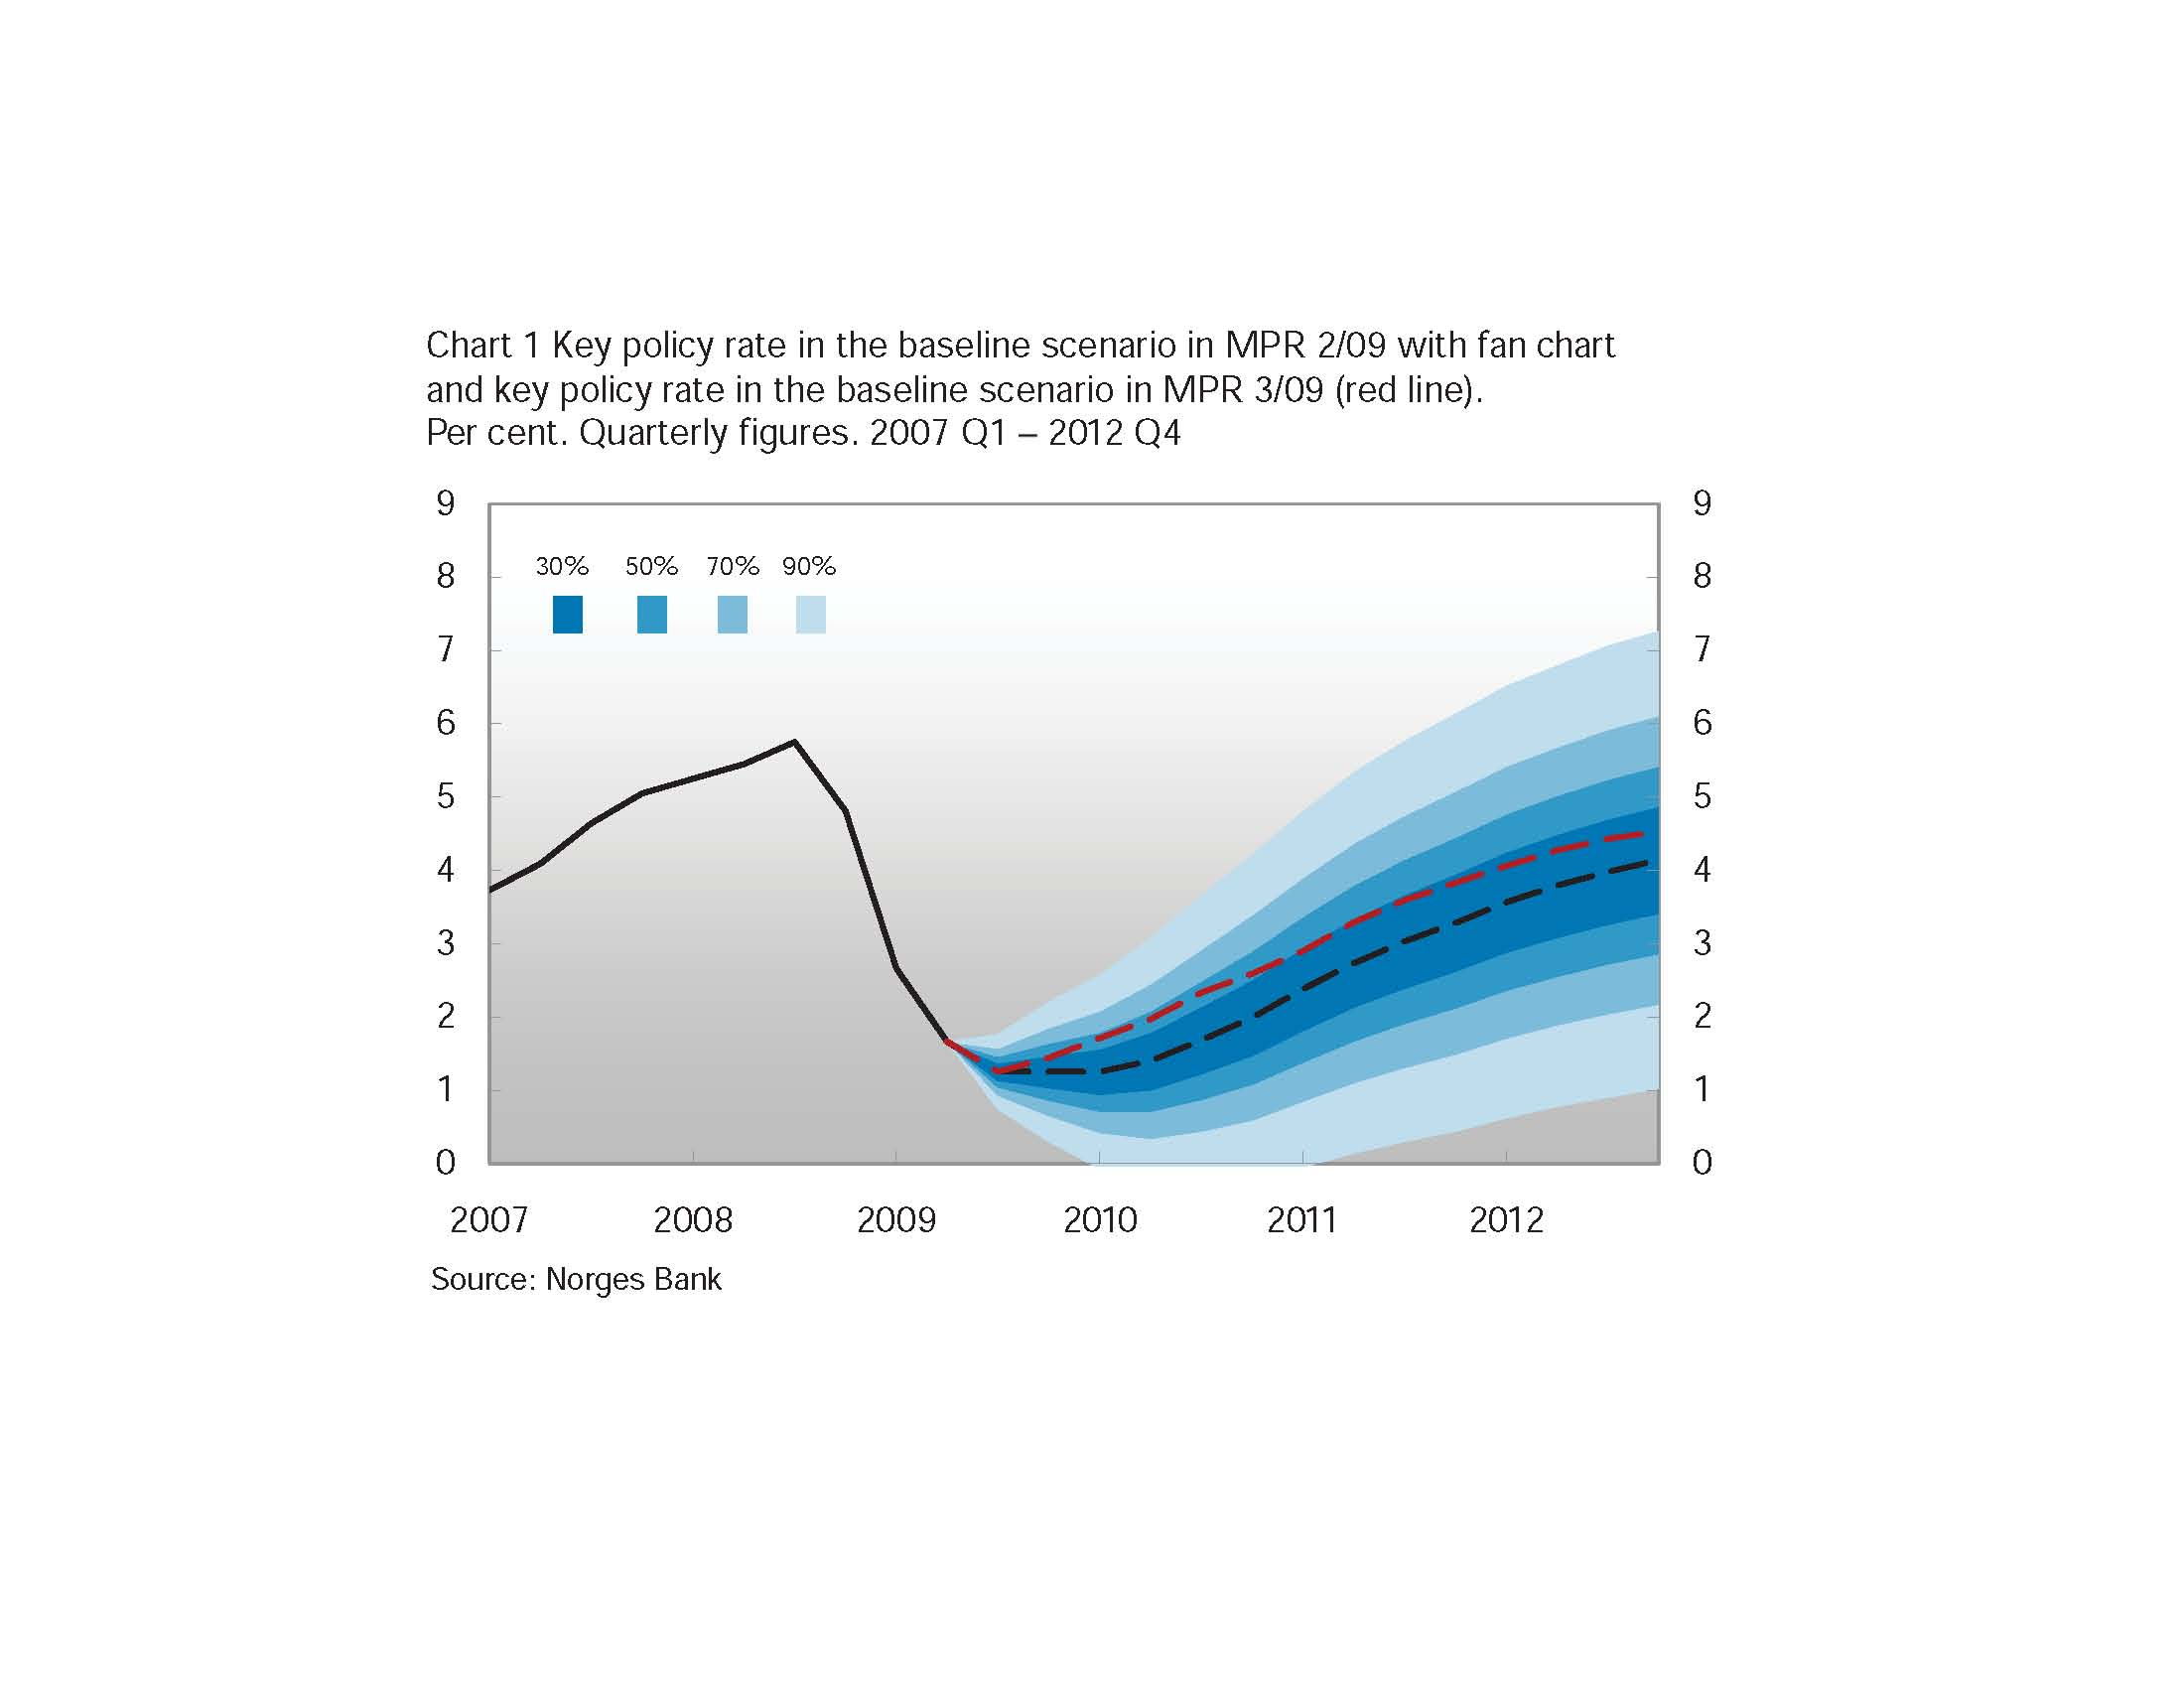 Chart 1 Key policy rate in the baseline scenario in MPR 2/09 with fan chart
and key policy rate in the baseline scenario in MPR 3/09 (red line).
Per cent. Quarterly figures. 2007 Q1 – 2012 Q4
9 9
30% 50% 70% 90%
8 8
7 7
6 6
5 5
4 4
3 3
2 2
1 1
0 0
2007 2008 2009 2010 2011 2012
Source: Norges Bank